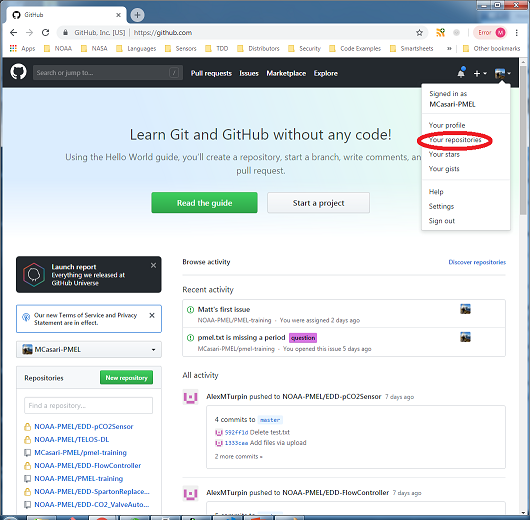 GitHub
GitHub, Inc. [US] | https://github.com
Error M
Apps NOAA NASA Languages Sensors TDD Distributors Security Code Examples Smartsheets » Other bookmarks
Search or jump to... /
Pull requests Issues Marketplace Explore
Signed in as
MCasari-PMEL
Your profile
Your repositories
Your stars
Your gists
Help
Settings
Sign out
Learn Git and GitHub without any code!
Using the Hello World guide, you'll create a repository, start a branch, write comments, an
pull request.
Read the guide
Start a project
Launch report
Everything we released at
GitHub Universe
Our new Terms of Service and Privacy
Statement are in effect.
MCasari-PMEL
Repositories
New repository
Find a repository...
NOAA-PMEL/EDD-pCO2Sensor
NOAA-PMEL/TELOS-DL
MCasari-PMEL/pmel-training
NOAA-PMEL/EDD-FlowController
NOAA-PMEL/PMEL-training
NOAA-PMEL/EDD-SpartonReplace...
NOAA-PMEL/EDD-CO2_ValveAuto...
Browse activity
Discover repositories
Recent activity
Matt's first issue
NOAA-PMEL/PMEL-training · You were assigned 2 days ago
pmel.txt is missing a period question
MCasari-PMEL/pmel-training · You opened this issue 5 days ago
All activity
AlexMTurpin pushed to NOAA-PMEL/EDD-pCO2Sensor 7 days ago
4 commits to master
592ff1d Delete test.txt
1333caa Add files via upload
2 more commits »
AlexMTurpin pushed to NOAA-PMEL/EDD-FlowController 7 days ago